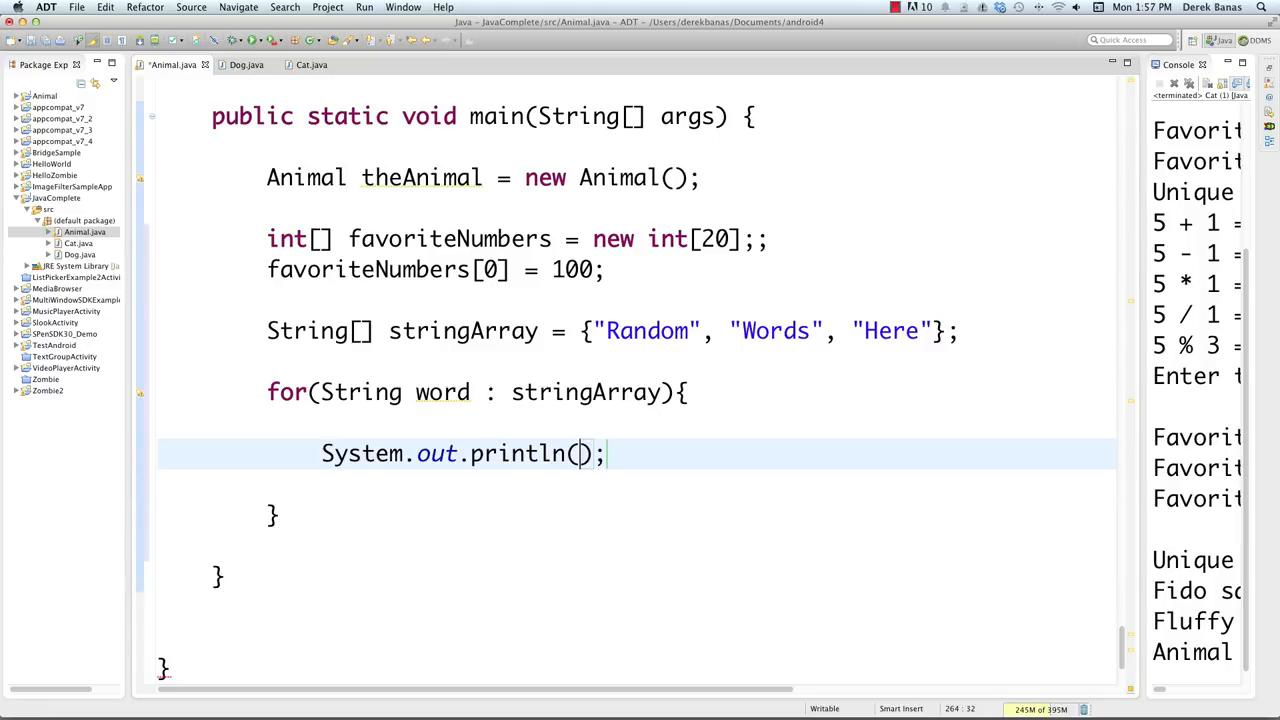 ADT File Edit Refactor Source Navigate Search Project Run Window Help 10 Mon 1:57 PM Derek Banas
Java - JavaComplete/src/Animal.java - ADT - /Users/derekbanas/Documents/android4
Quick Access Java DDMS
Package Exp *Animal.java Dog.java Cat.java Console
<terminated> Cat (1) [Java
Animal
appcompat_v7
appcompat_v7_2
appcompat_v7_3
appcompat_v7_4
BridgeSample
HelloWorld
HelloZombie
ImageFilterSampleApp
JavaComplete
src
(default package)
Animal.java
Cat.java
Dog.java
JRE System Library [Ja
ListPickerExample2Activi
MediaBrowser
MultiWindowSDKExample
MusicPlayerActivity
SlookActivity
SPenSDK30_Demo
TestAndroid
TextGroupActivity
VideoPlayerActivity
Zombie
Zombie2
public static void main(String[] args) {
Animal theAnimal = new Animal();
int[] favoriteNumbers = new int[20];;
favoriteNumbers[0] = 100;
String[] stringArray = {"Random", "Words", "Here"};
for(String word : stringArray){
System.out.println();
}
}
}
Favorit
Favorit
Unique
5 + 1 =
5 - 1 =
5 * 1 =
5 / 1 =
5 % 3 =
Enter t
Favorit
Favorit
Favorit
Unique
Fido sa
Fluffy
Animal
Writable Smart Insert 264 : 32 245M of 395M